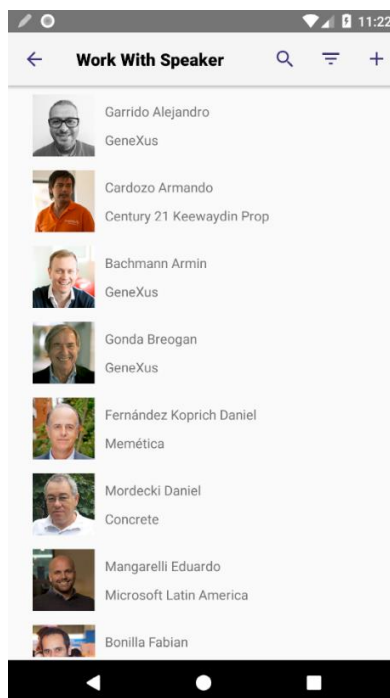 11:22
Work With Speaker
Garrido Alejandro
GeneXus
Cardozo Armando
Century 21 Keewaydin Prop
Bachmann Armin
GeneXus
Gonda Breogan
GeneXus
Fernández Koprich Daniel
Memética
Mordecki Daniel
Concrete
Mangarelli Eduardo
Microsoft Latin America
Bonilla Fabian